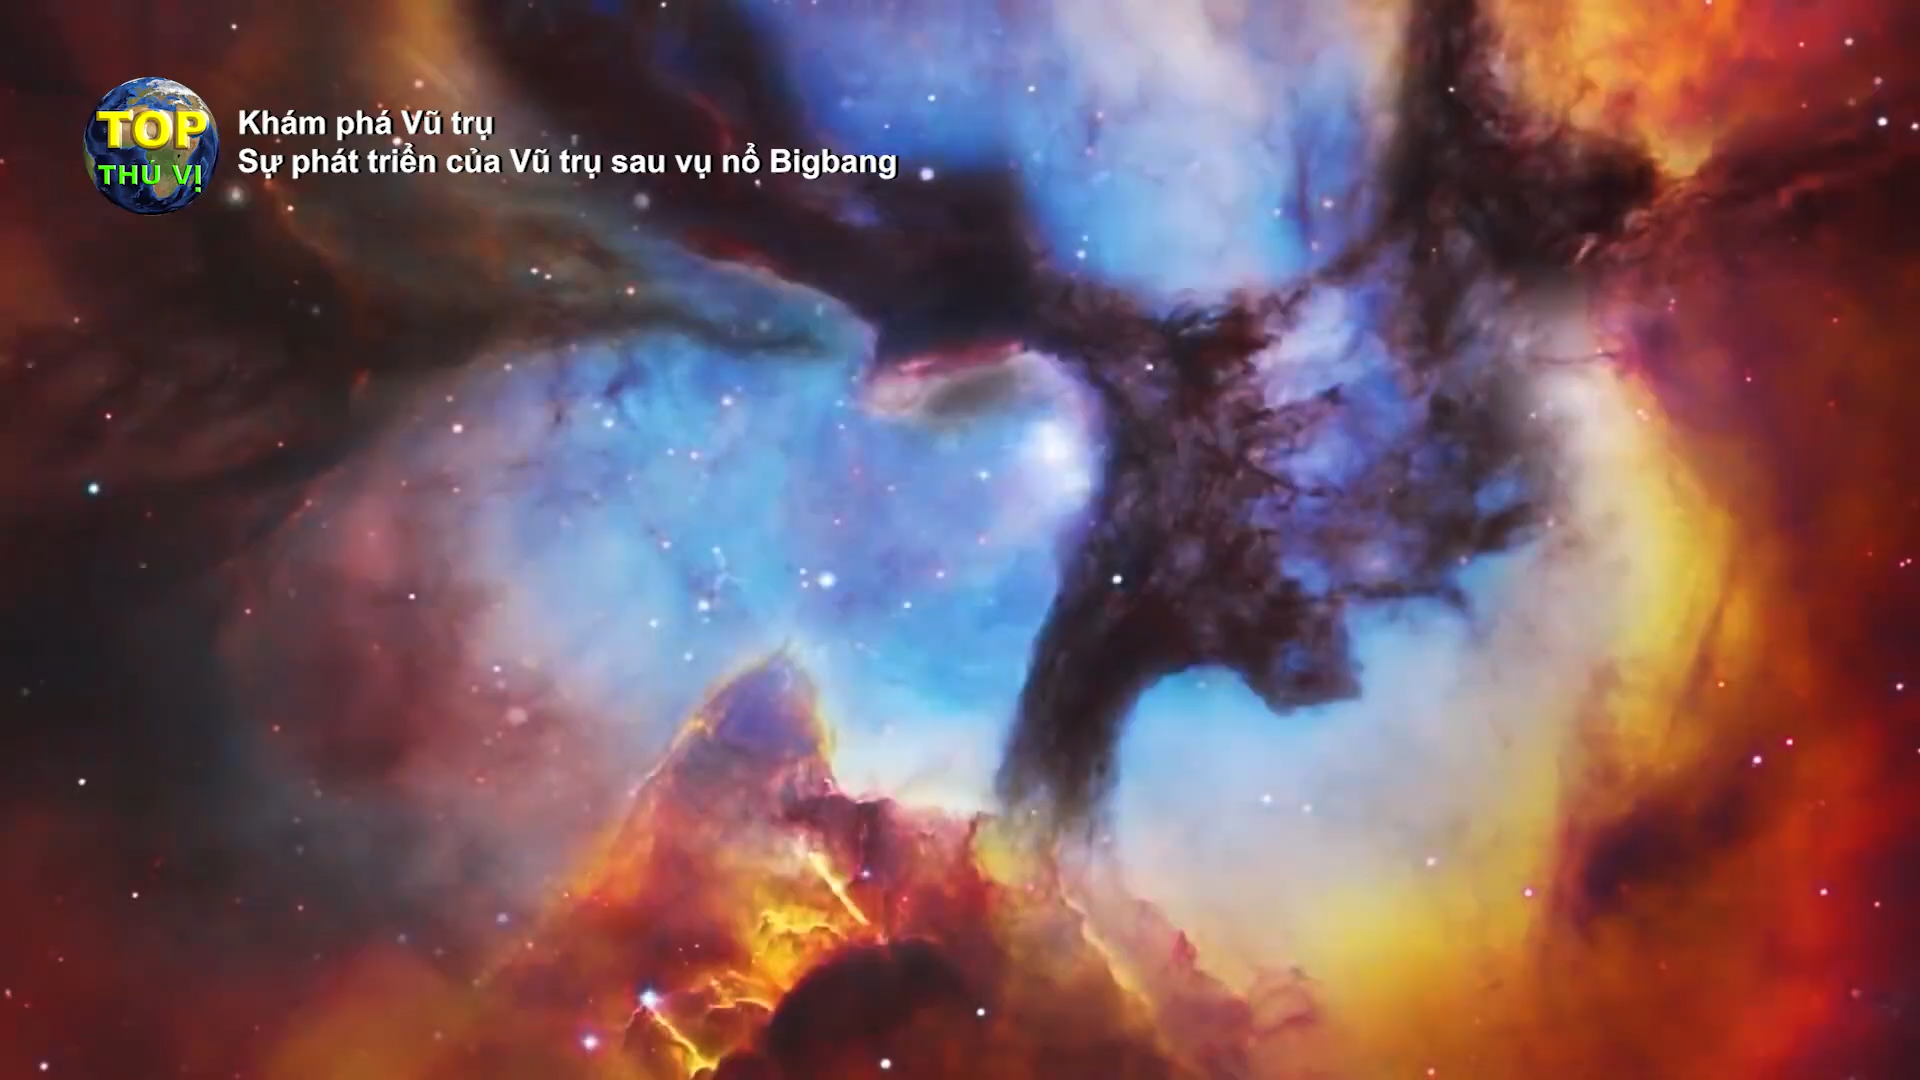 TOP
THÚ VỊ
Khám phá Vũ trụ
Sự phát triển của Vũ trụ sau vụ nổ Bigbang